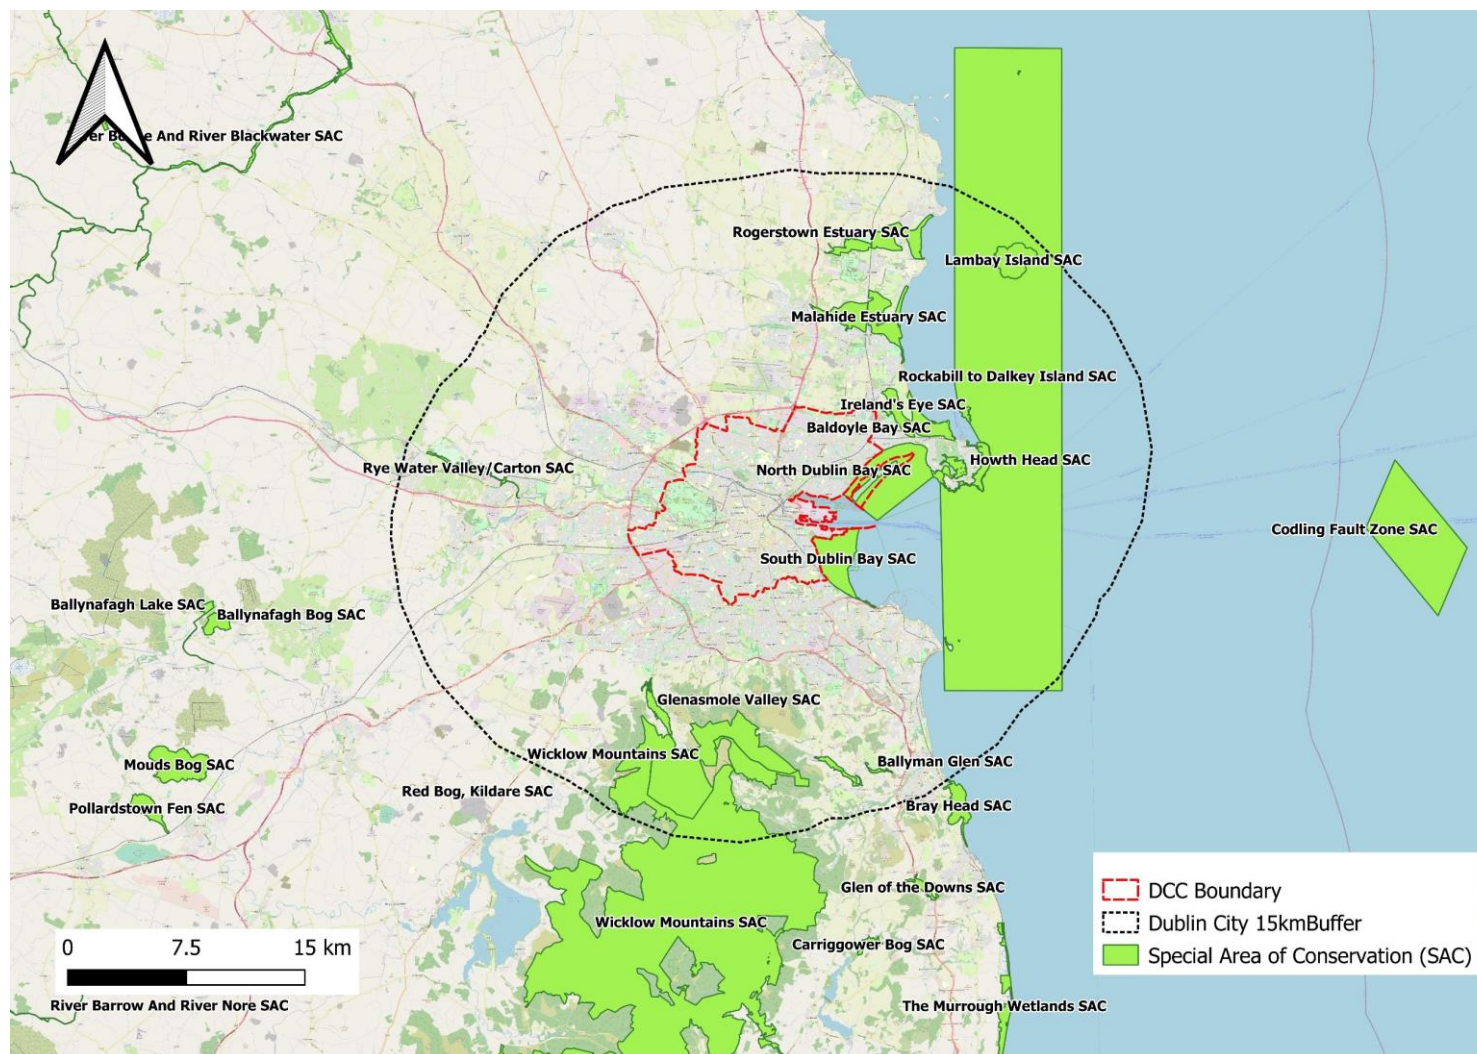 River Boyne And River Blackwater SAC
Rogerstown Estuary SAC
Lambay Island SAC
Malahide Estuary SAC
Rockabill to Dalkey Island SAC
Ireland's Eye SAC
Baldoyle Bay SAC
Rye Water Valley/Carton SAC
North Dublin Bay SAC
Howth Head SAC
Codling Fault Zone SAC
South Dublin Bay SAC
Ballynafagh Lake SAC
Ballynafagh Bog SAC
Glenasmole Valley SAC
Wicklow Mountains SAC
Mouds Bog SAC
Ballyman Glen SAC
Red Bog, Kildare SAC
Pollardstown Fen SAC
Bray Head SAC
Glen of the Downs SAC
Wicklow Mountains SAC
Carriggower Bog SAC
River Barrow And River Nore SAC
The Murrough Wetlands SAC
0 7.5 15 km
DCC Boundary
Dublin City 15kmBuffer
Special Area of Conservation (SAC)